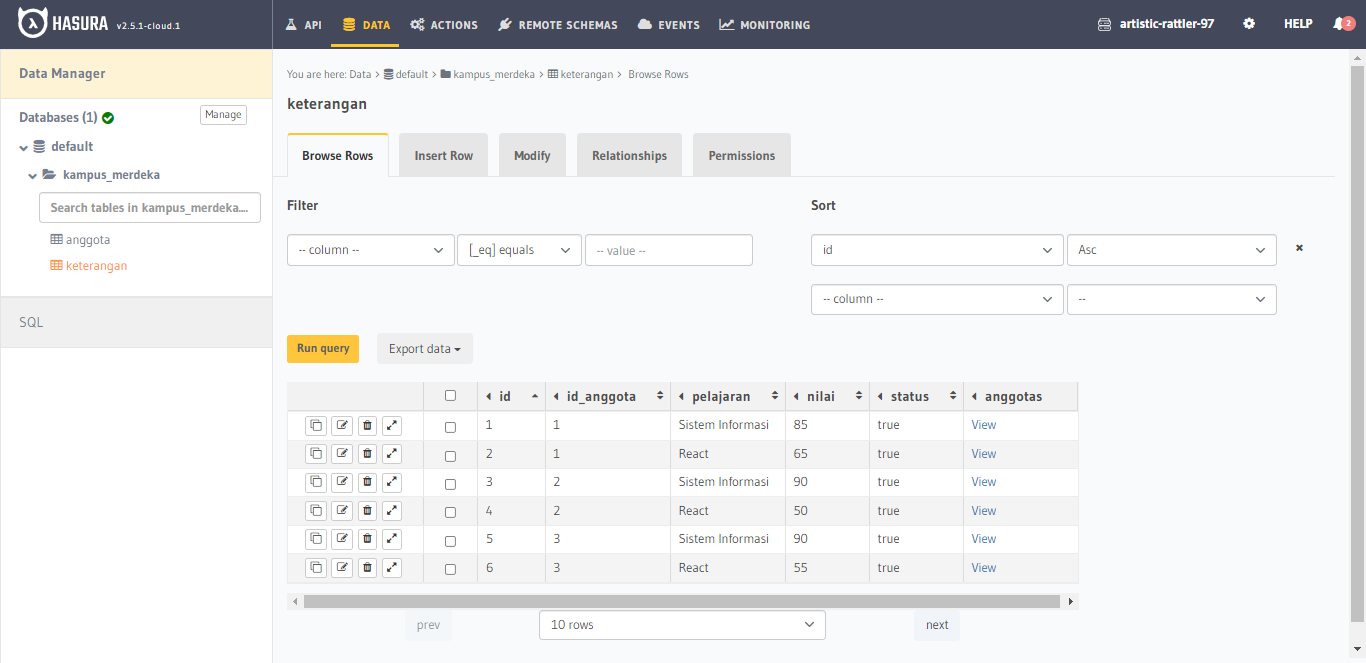 HASURA v2.5.1-cloud.1 API DATA ACTIONS REMOTE SCHEMAS EVENTS MONITORING artistic-rattler-97 HELP 2
Data Manager
Databases (1) Manage
default
kampus_merdeka
Search tables in kampus_merdeka....
anggota
keterangan
SQL
You are here: Data > default > kampus_merdeka > keterangan > Browse Rows
keterangan
Browse Rows Insert Row Modify Relationships Permissions
Filter Sort
-- column -- [_eq] equals -- value -- id Asc
-- column -- --
Run query Export data
id id_anggota pelajaran nilai status anggotas
1 1 Sistem Informasi 85 true View
2 1 React 65 true View
3 2 Sistem Informasi 90 true View
4 2 React 50 true View
5 3 Sistem Informasi 90 true View
6 3 React 55 true View
prev 10 rows next